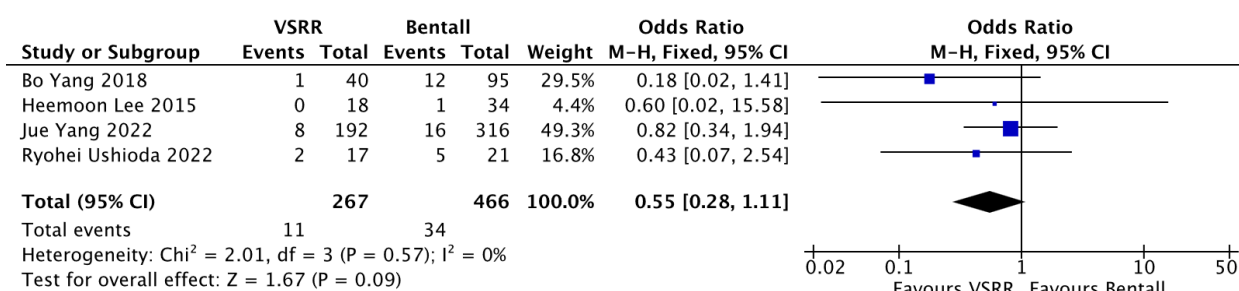 VSRR Bentall Odds Ratio Odds Ratio
Study or Subgroup Events Total Events Total Weight M-H, Fixed, 95% CI M-H, Fixed, 95% CI
Bo Yang 2018 1 40 12 95 29.5% 0.18 [0.02, 1.41]
Heemoon Lee 2015 0 18 1 34 4.4% 0.60 [0.02, 15.58]
Jue Yang 2022 8 192 16 316 49.3% 0.82 [0.34, 1.94]
Ryohei Ushioda 2022 2 17 5 21 16.8% 0.43 [0.07, 2.54]
Total (95% CI) 267 466 100.0% 0.55 [0.28, 1.11]
Total events 11 34
Heterogeneity: Chi² = 2.01, df = 3 (P = 0.57); I² = 0%
Test for overall effect: Z = 1.67 (P = 0.09)
0.02 0.1 1 10 50
Favours VSRR Favours Bentall